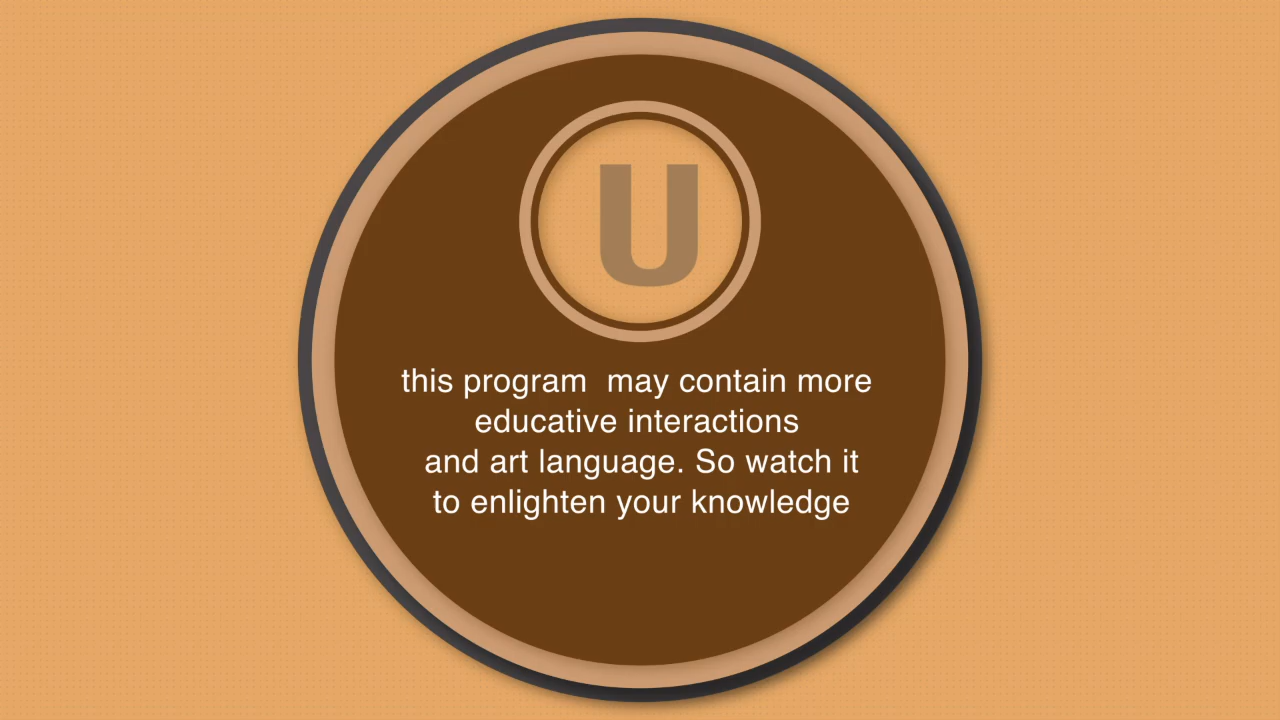 U
this program  may contain more
educative interactions
and art language. So watch it
to enlighten your knowledge